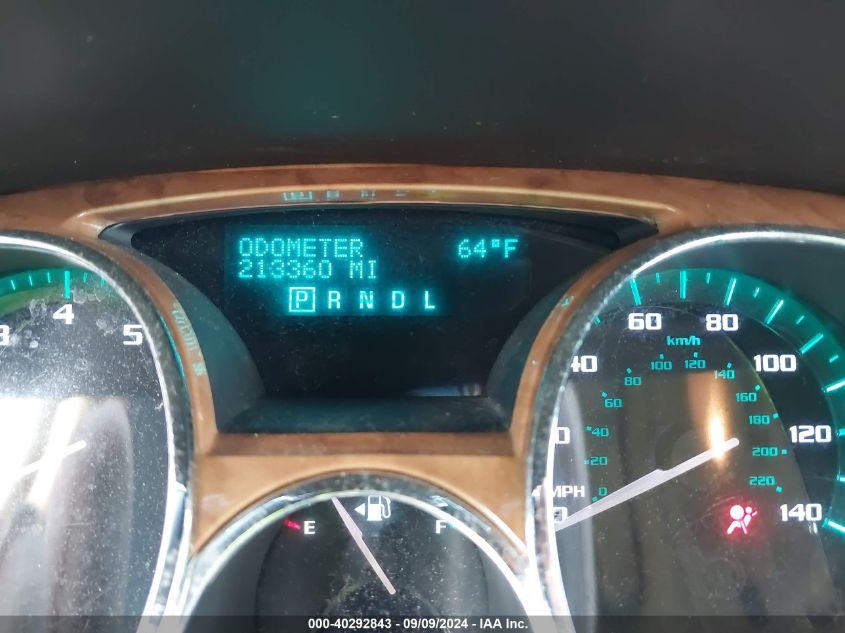 ODOMETER 64°F
213360 MI
P R N D L
3 4 5
40 60 80 100 120 140
km/h
0 20 40 60 80 100 120 140 160 180 200 220
MPH
E F
000-40292843 - 09/09/2024 - IAA Inc.